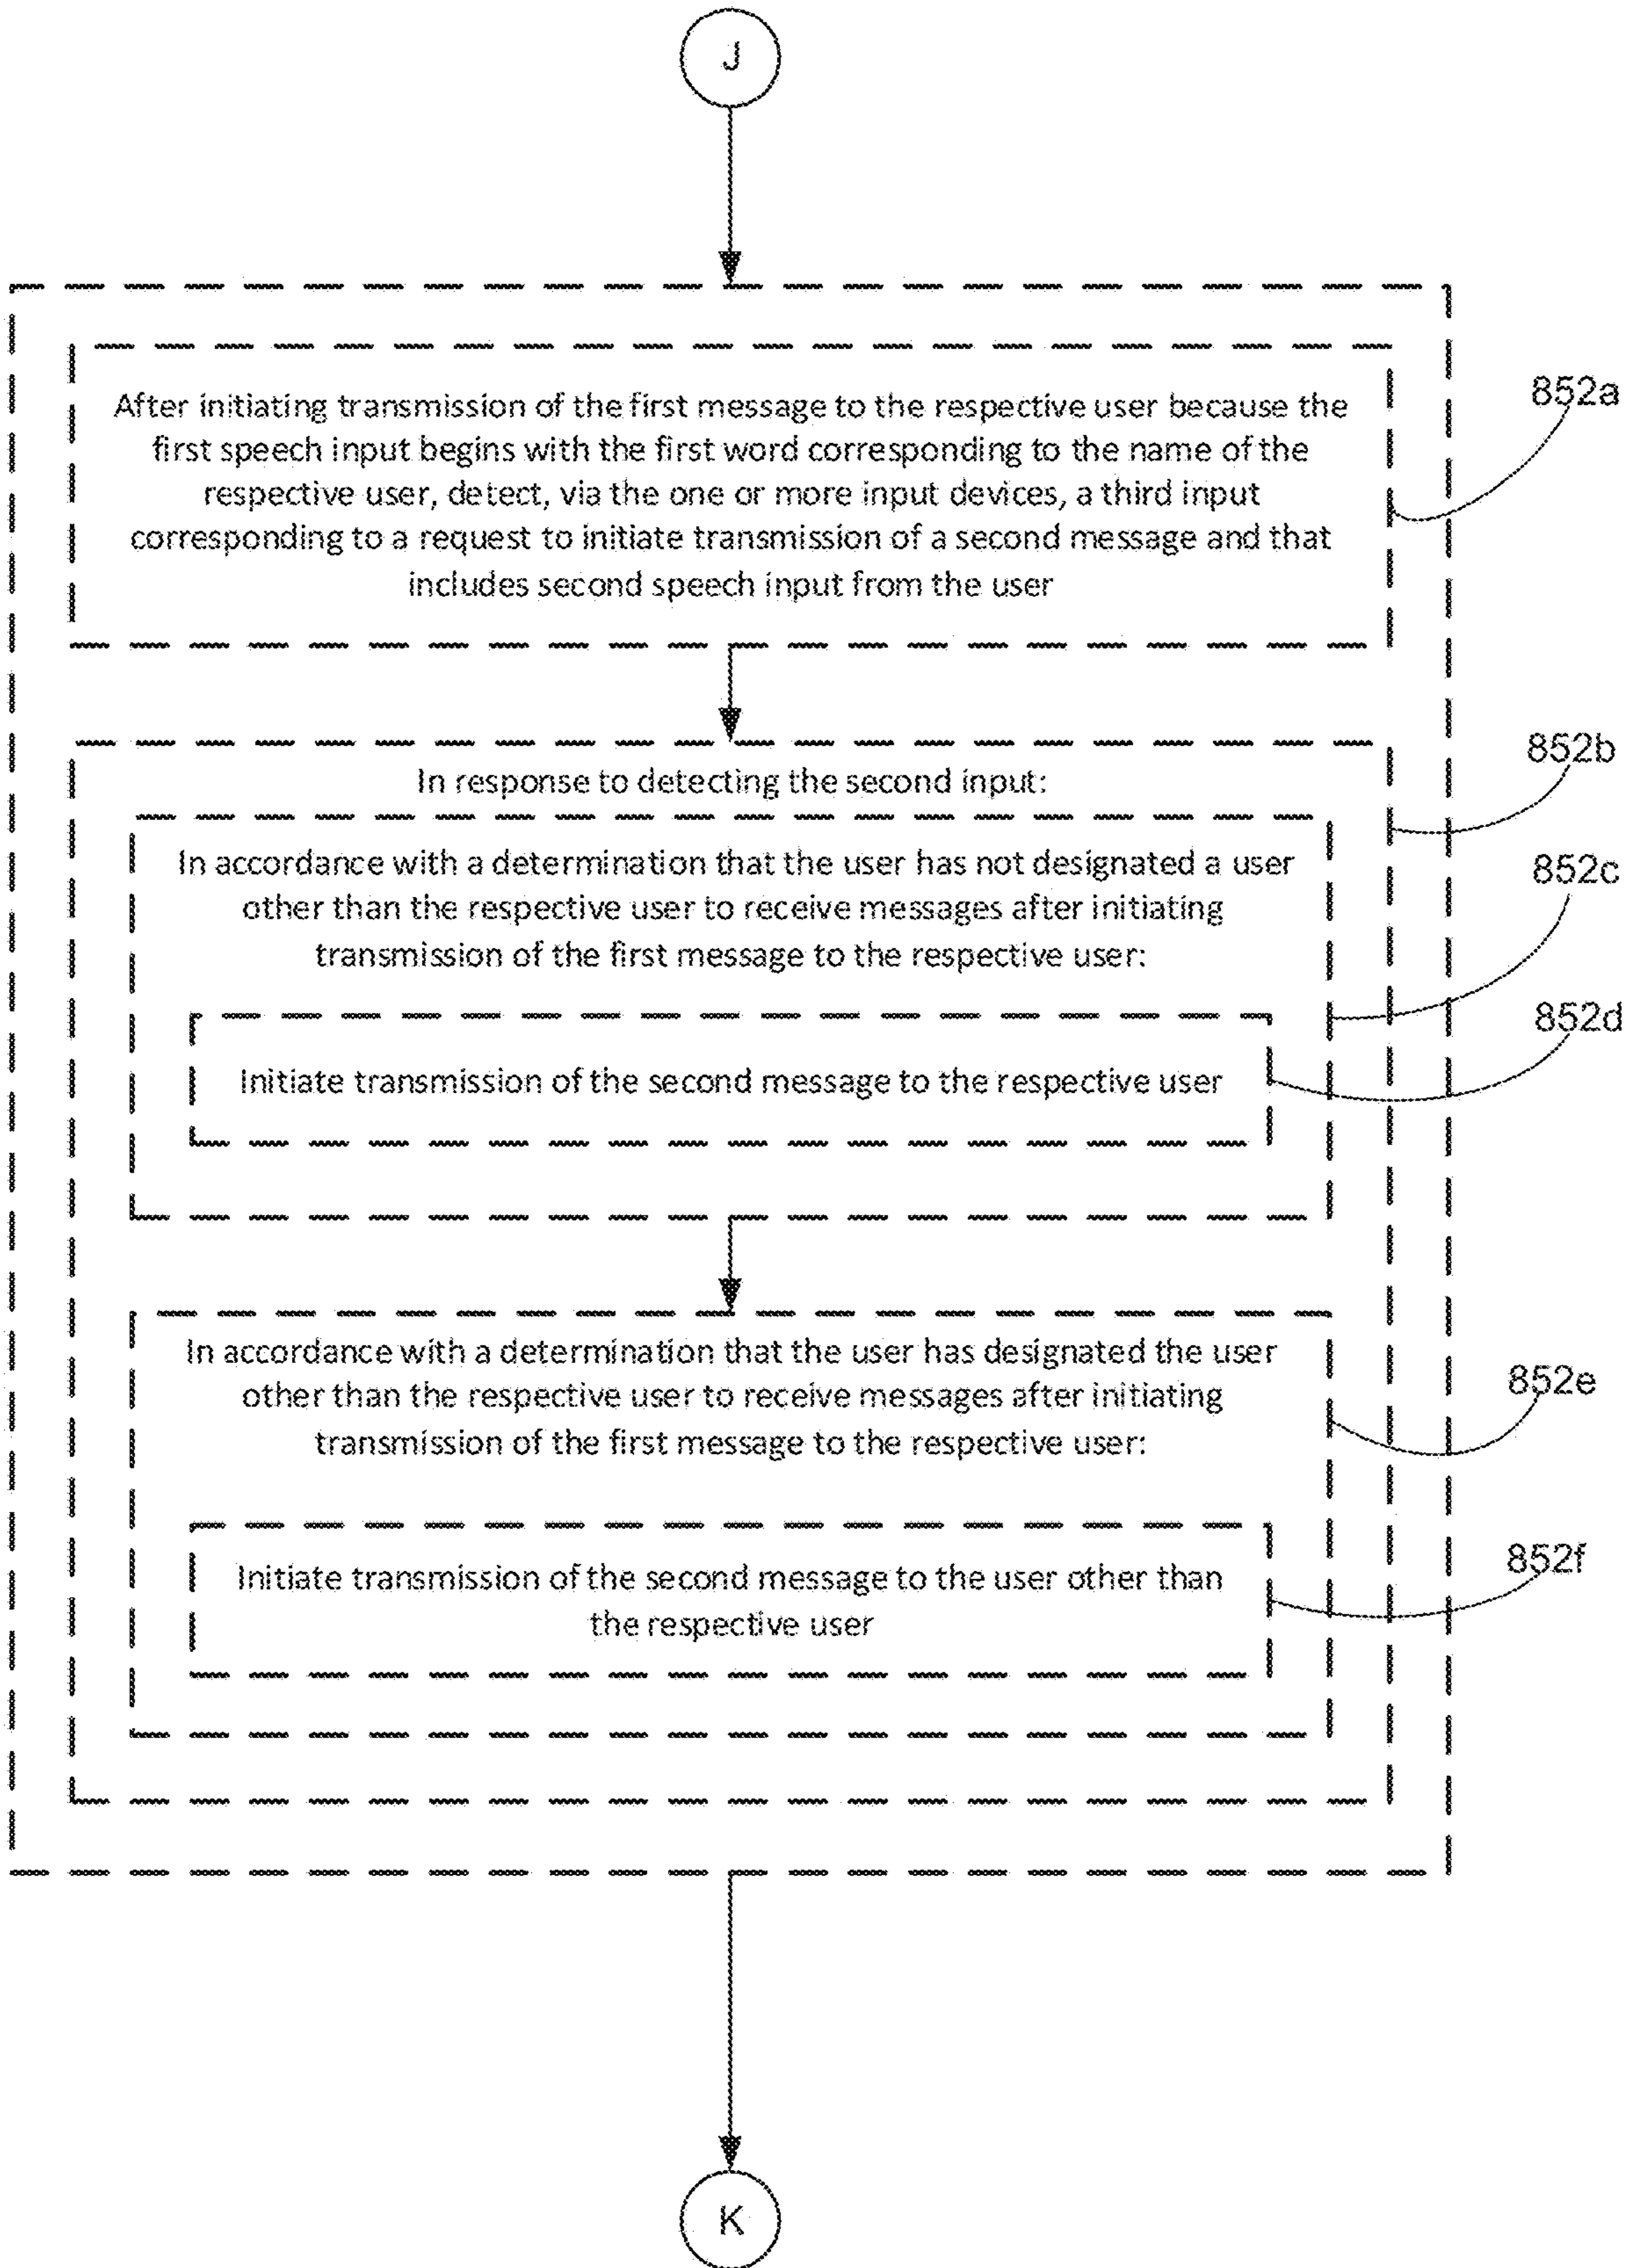 J
After initiating transmission of the first message to the respective user because the
first speech input begins with the first word corresponding to the name of the
respective user, detect, via the one or more input devices, a third input
corresponding to a request to initiate transmission of a second message and that
includes second speech input from the user
852a
In response to detecting the second input:
852b
In accordance with a determination that the user has not designated a user
other than the respective user to receive messages after initiating
transmission of the first message to the respective user:
852c
Initiate transmission of the second message to the respective user
852d
In accordance with a determination that the user has designated the user
other than the respective user to receive messages after initiating
transmission of the first message to the respective user:
852e
Initiate transmission of the second message to the user other than
the respective user
852f
K